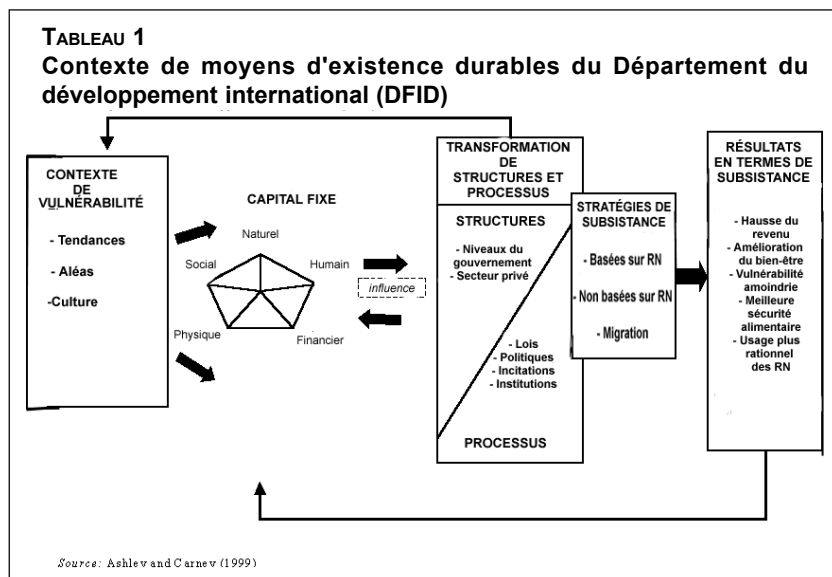 TABLEAU 1
Contexte de moyens d'existence durables du Département du
développement international (DFID)
CONTEXTE
DE
VULNÉRABILITÉ
- Tendances
- Aléas
-Culture
CAPITAL FIXE
Naturel
Social
Humain
Physique
Financier
influence
TRANSFORMATION
DE
STRUCTURES ET
PROCESSUS
STRUCTURES
- Niveaux du
gouvernement
- Secteur privé
- Lois
- Politiques
- Incitations
- Institutions
PROCESSUS
STRATÉGIES DE
SUBSISTANCE
- Basées sur RN
- Non basées sur RN
- Migration
RÉSULTATS
EN TERMES DE
SUBSISTANCE
- Hausse du
revenu
- Amélioration
du bien-être
- Vulnérabilité
amoindrie
- Meilleure
sécurité
alimentaire
- Usage plus
rationnel
des RN
Source: Ashley and Carney (1999)